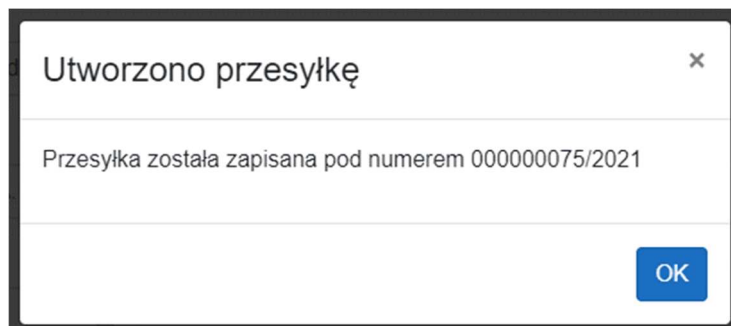 Utworzono przesyłkę
×
Przesyłka została zapisana pod numerem 000000075/2021
OK